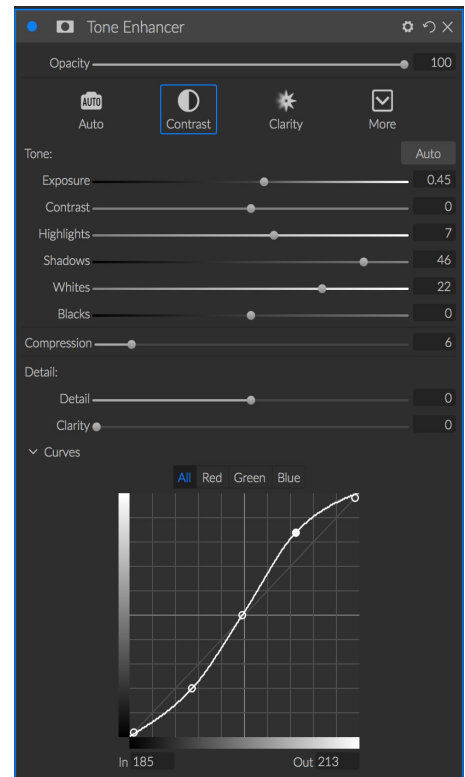 Tone Enhancer
Opacity 100
AUTO
Auto Contrast Clarity More
Tone: Auto
Exposure 0.45
Contrast 0
Highlights 7
Shadows 46
Whites 22
Blacks 0
Compression 6
Detail:
Detail 0
Clarity 0
Curves
All Red Green Blue
In 185 Out 213